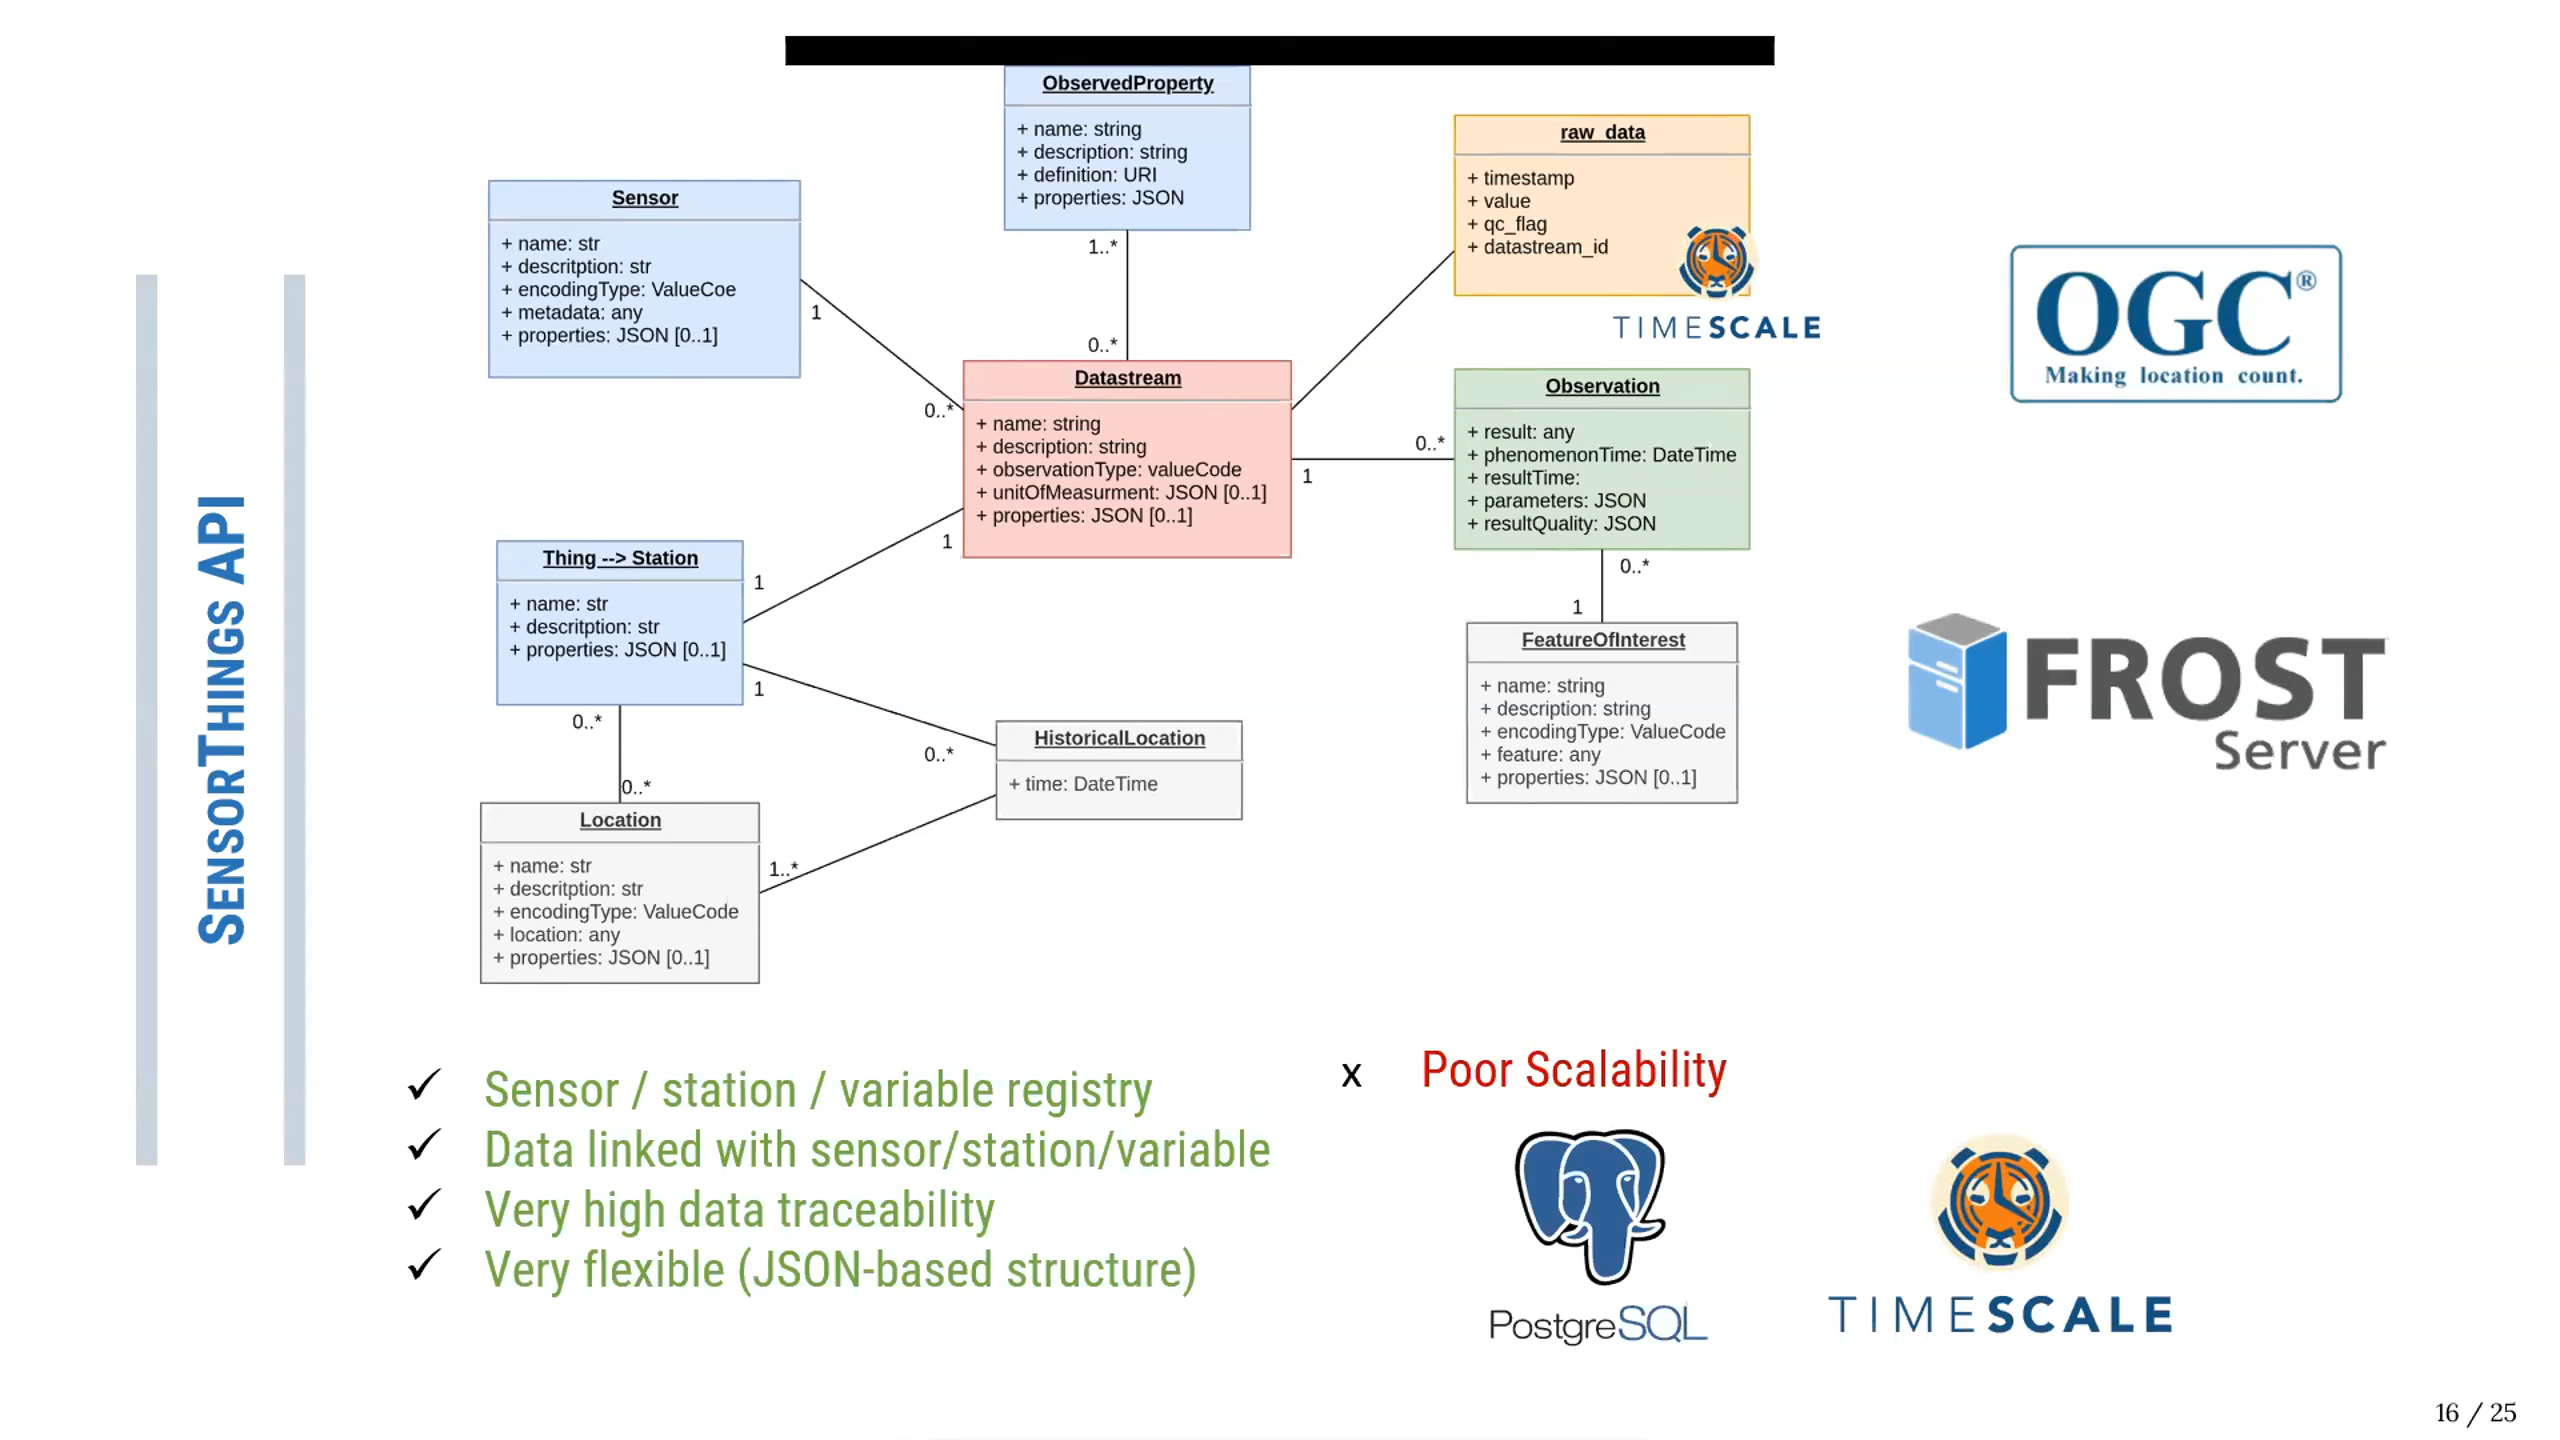 SENSORTHINGS API
ObservedProperty
+ name: string
+ description: string
+ definition: URI
+ properties: JSON
1..*
0..*
Sensor
+ name: str
+ descritption: str
+ encodingType: ValueCoe
+ metadata: any
+ properties: JSON [0..1]
1
0..*
raw_data
+ timestamp
+ value
+ qc_flag
+ datastream_id
TIMESCALE
Datastream
+ name: string
+ description: string
+ observationType: valueCode
+ unitOfMeasurment: JSON [0..1]
+ properties: JSON [0..1]
1
1
0..*
Observation
+ result: any
+ phenomenonTime: DateTime
+ resultTime:
+ parameters: JSON
+ resultQuality: JSON
0..*
1
Thing --> Station
+ name: str
+ descritption: str
+ properties: JSON [0..1]
1
1
0..*
0..*
0..*
HistoricalLocation
+ time: DateTime
1..*
Location
+ name: str
+ descritption: str
+ encodingType: ValueCode
+ location: any
+ properties: JSON [0..1]
FeatureOfInterest
+ name: string
+ description: string
+ encodingType: ValueCode
+ feature: any
+ properties: JSON [0..1]
OGC®
Making location count.
FROST
Server
✓ Sensor / station / variable registry
✓ Data linked with sensor/station/variable
✓ Very high data traceability
✓ Very flexible (JSON-based structure)
x Poor Scalability
PostgreSQL
TIMESCALE
16 / 25